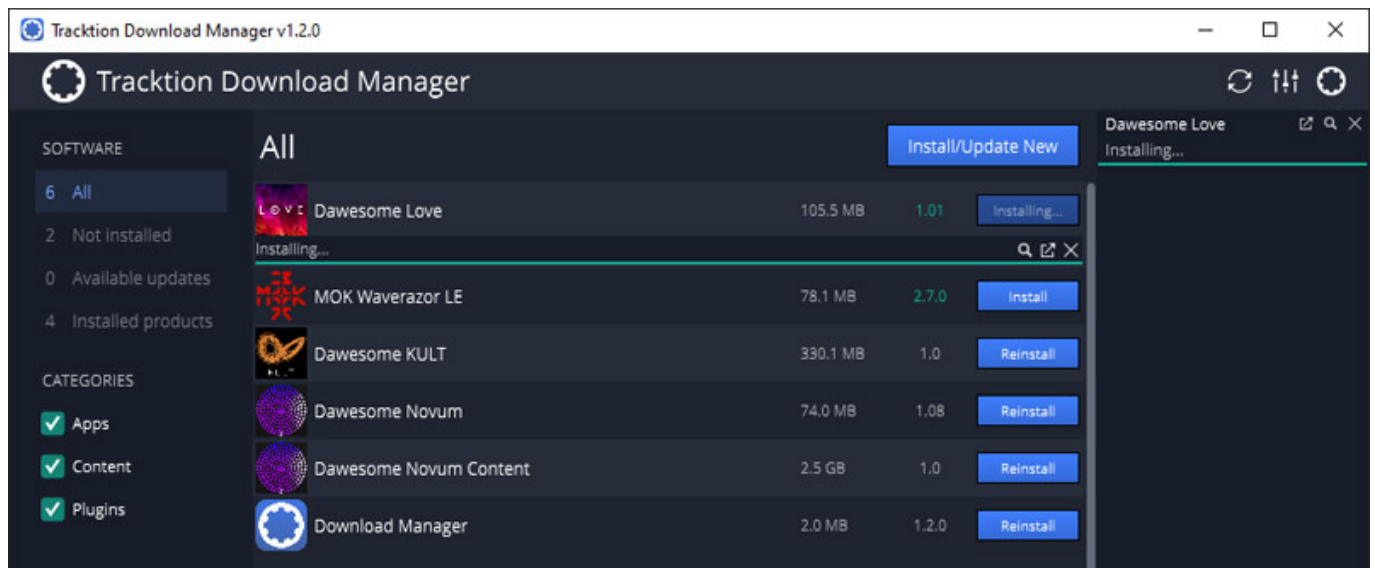 Tracktion Download Manager v1.2.0
Tracktion Download Manager
SOFTWARE
6 All
2 Not installed
0 Available updates
4 Installed products
CATEGORIES
Apps
Content
Plugins
All
Install/Update New
LOVE Dawesome Love 105.5 MB 1.01 Installing...
Installing...
MOK Waverazor LE 78.1 MB 2.7.0 Install
Dawesome KULT 330.1 MB 1.0 Reinstall
Dawesome Novum 74.0 MB 1.08 Reinstall
Dawesome Novum Content 2.5 GB 1.0 Reinstall
Download Manager 2.0 MB 1.2.0 Reinstall
Dawesome Love
Installing...